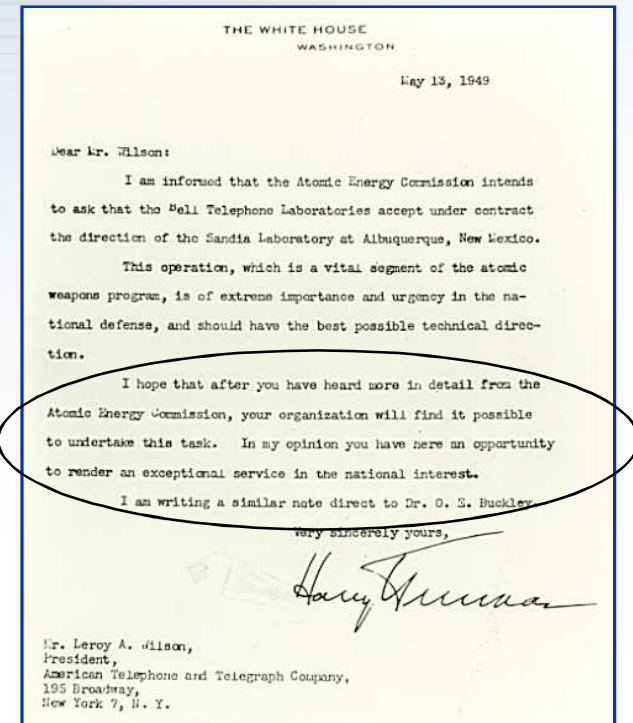 THE WHITE HOUSE
WASHINGTON
May 13, 1949
Dear Mr. Wilson:
I am informed that the Atomic Energy Commission intends
to ask that the Bell Telephone Laboratories accept under contract
the direction of the Sandia Laboratory at Albuquerque, New Mexico.
This operation, which is a vital segment of the atomic
weapons program, is of extreme importance and urgency in the na-
tional defense, and should have the best possible technical direc-
tion.
I hope that after you have heard more in detail from the
Atomic Energy Commission, your organization will find it possible
to undertake this task. In my opinion you have here an opportunity
to render an exceptional service in the national interest.
I am writing a similar note direct to Dr. O. E. Buckley.
Very sincerely yours,
Harry Truman
Mr. Leroy A. Wilson,
President,
American Telephone and Telegraph Company,
195 Broadway,
New York 7, N. Y.